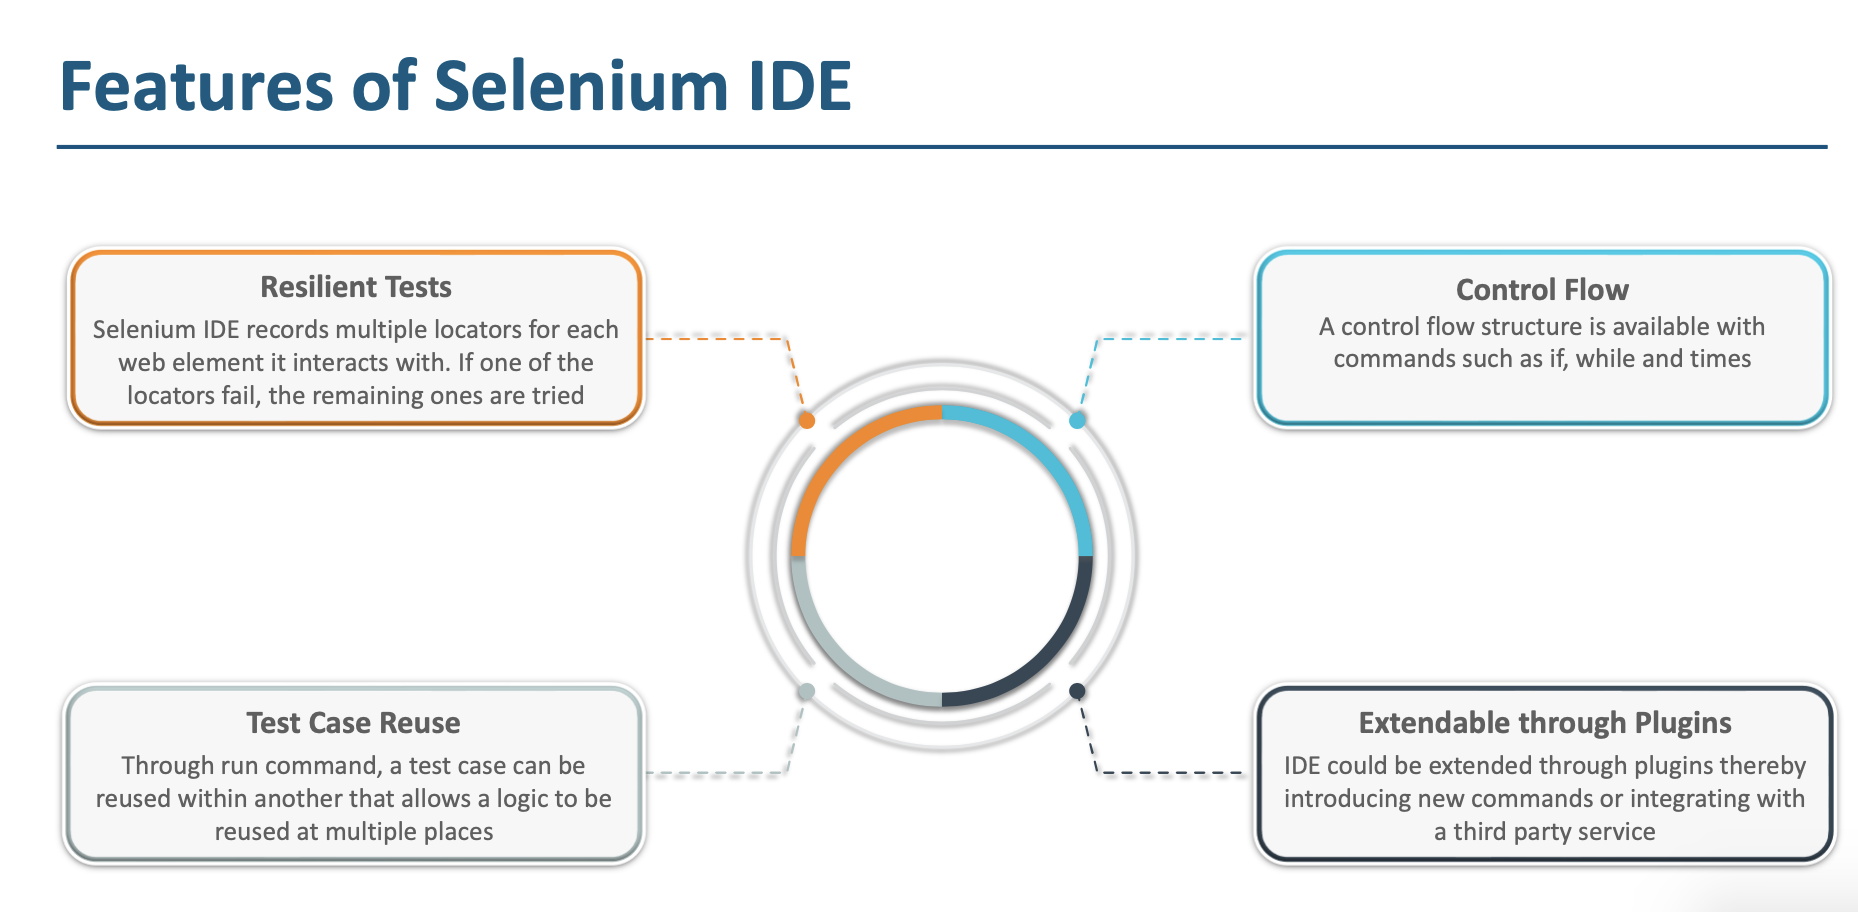 Features of Selenium IDE
Resilient Tests
Selenium IDE records multiple locators for each
web element it interacts with. If one of the
locators fail, the remaining ones are tried
Control Flow
A control flow structure is available with
commands such as if, while and times
Test Case Reuse
Through run command, a test case can be
reused within another that allows a logic to be
reused at multiple places
Extendable through Plugins
IDE could be extended through plugins thereby
introducing new commands or integrating with
a third party service